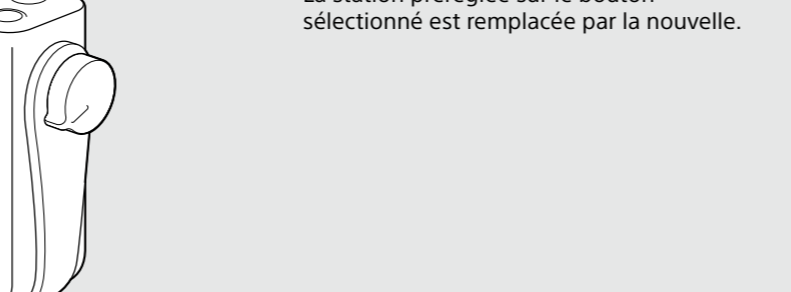 La station préréglée sur le bouton
sélectionné est remplacée par la nouvelle.